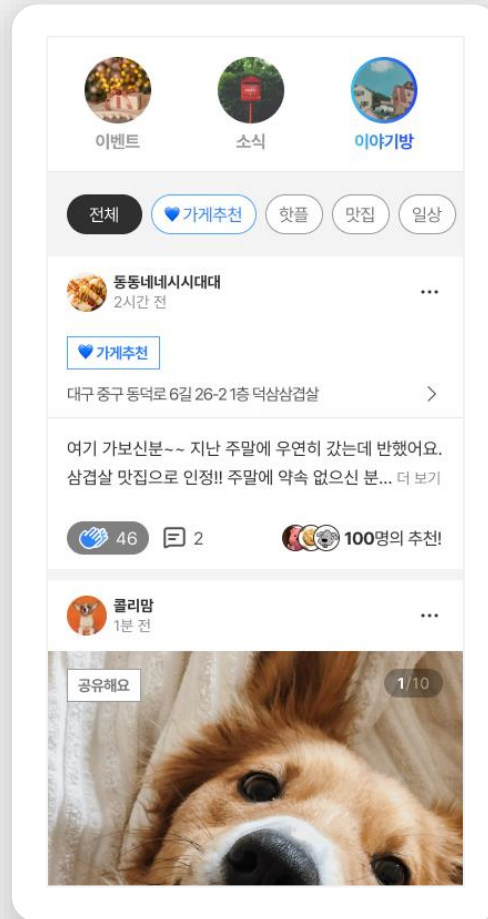 이벤트
소식
이야기방
전체
가게추천
핫플
맛집
일상
동동네네시시대대
2시간 전
가게추천
대구 중구 동덕로 6길 26-2 1층 덕삼삼겹살
여기 가보신분~~ 지난 주말에 우연히 갔는데 반했어요.
삼겹살 맛집으로 인정!! 주말에 약속 없으신 분... 더 보기
46
2
100명의 추천!
콜리맘
1분 전
공유해요
1/10